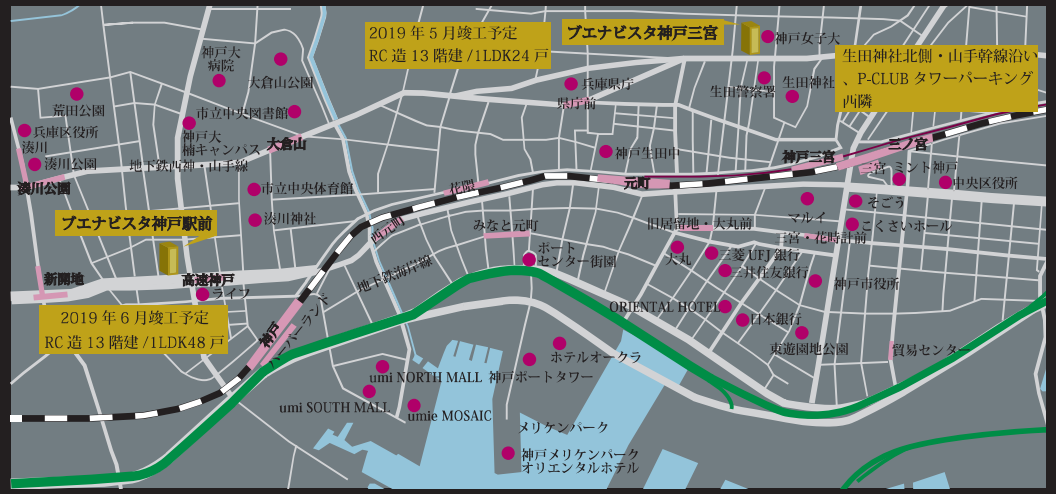 2019年5月竣工予定
RC造13階建/1LDK24戸
ブエナビスタ神戸三宮
神戸女子大
生田神社北側・山手幹線沿い
、P-CLUBタワーパーキング
西隣
神戸大
病院
大倉山公園
荒田公園
市立中央図書館
兵庫区役所
湊川
湊川公園
湊川公園
神戸大
楠キャンパス
大倉山
地下鉄西神・山手線
兵庫県庁
県庁前
生田警察署
生田神社
神戸生田中
神戸三宮
三ノ宮
三宮
ミント神戸
中央区役所
市立中央体育館
花隈
元町
湊川神社
西元町
みなと元町
旧居留地・大丸前
マルイ
そごう
こくさいホール
三宮・花時計前
ブエナビスタ神戸駅前
新開地
高速神戸
ライフ
地下鉄海岸線
ポート
センター街園
大丸
三菱UFJ銀行
三井住友銀行
神戸市役所
2019年6月竣工予定
RC造13階建/1LDK48戸
神戸
ハーバーランド
ORIENTAL HOTEL
日本銀行
東遊園地公園
貿易センター
ホテルオークラ
神戸ポートタワー
umi NORTH MALL
umi SOUTH MALL
umie MOSAIC
メリケンパーク
神戸メリケンパーク
オリエンタルホテル